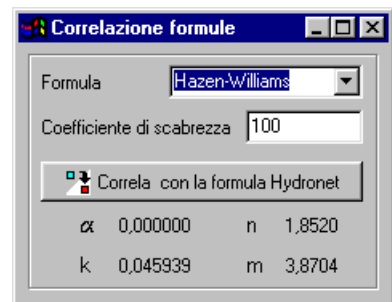 Correlazione formule
Formula Hazen-Williams
Coefficiente di scabrezza 100
Correla con la formula Hydronet
α 0,000000 n 1,8520
k 0,045939 m 3,8704